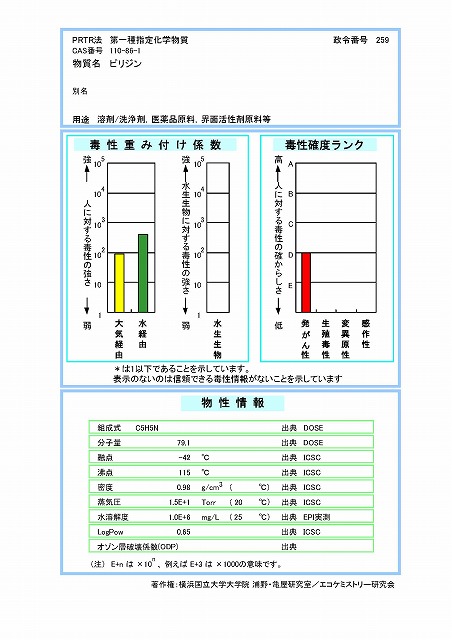 PRTR法 第一種指定化学物質 政令番号 259
CAS番号 110-86-1
物質名 ピリジン
別名
用途 溶剤/洗浄剤, 医薬品原料, 界面活性剤原料等
毒性重み付け係数
強
人に対する毒性の強さ
弱
10^5
10^4
10^3
10^2
10
1
大気経由
水経由
強
水生生物に対する毒性の強さ
弱
10^5
10^4
10^3
10^2
10
1
水生生物
毒性確度ランク
高
人に対する毒性の確からしさ
低
A
B
C
D
E
発がん性
生殖毒性
変異原性
感作性
*は1以下であることを示しています。
表示のないのは信頼できる毒性情報がないことを示しています
物性情報
組成式 C5H5N 出典 DOSE
分子量 79.1 出典 DOSE
融点 -42 ℃ 出典 ICSC
沸点 115 ℃ 出典 ICSC
密度 0.98 g/cm3 ( ℃) 出典 ICSC
蒸気圧 1.5E+1 Torr (20 ℃) 出典 ICSC
水溶解度 1.0E+6 mg/L (25 ℃) 出典 EPI実測
LogPow 0.65 出典 ICSC
オゾン層破壊係数(ODP) 出典
(注) E+n は ×10^n 、例えば E+3 は ×1000の意味です。
著作権:横浜国立大学大学院 浦野・亀屋研究室/エコケミストリー研究会